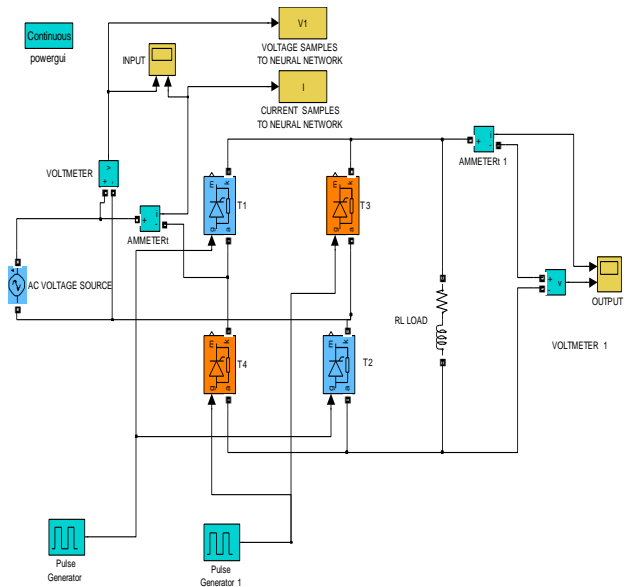 Continuous
powergui
INPUT
V1
VOLTAGE SAMPLES
TO NEURAL NETWORK
I
CURRENT SAMPLES
TO NEURAL NETWORK
VOLTMETER
v
+
-
AMMETERt
+
-
i
AC VOLTAGE SOURCE
T1
m
k
g
a
T3
m
k
g
a
T4
m
k
g
a
T2
m
k
g
a
AMMETERt 1
+
-
i
RL LOAD
+
-
v
VOLTMETER 1
OUTPUT
Pulse
Generator
Pulse
Generator 1